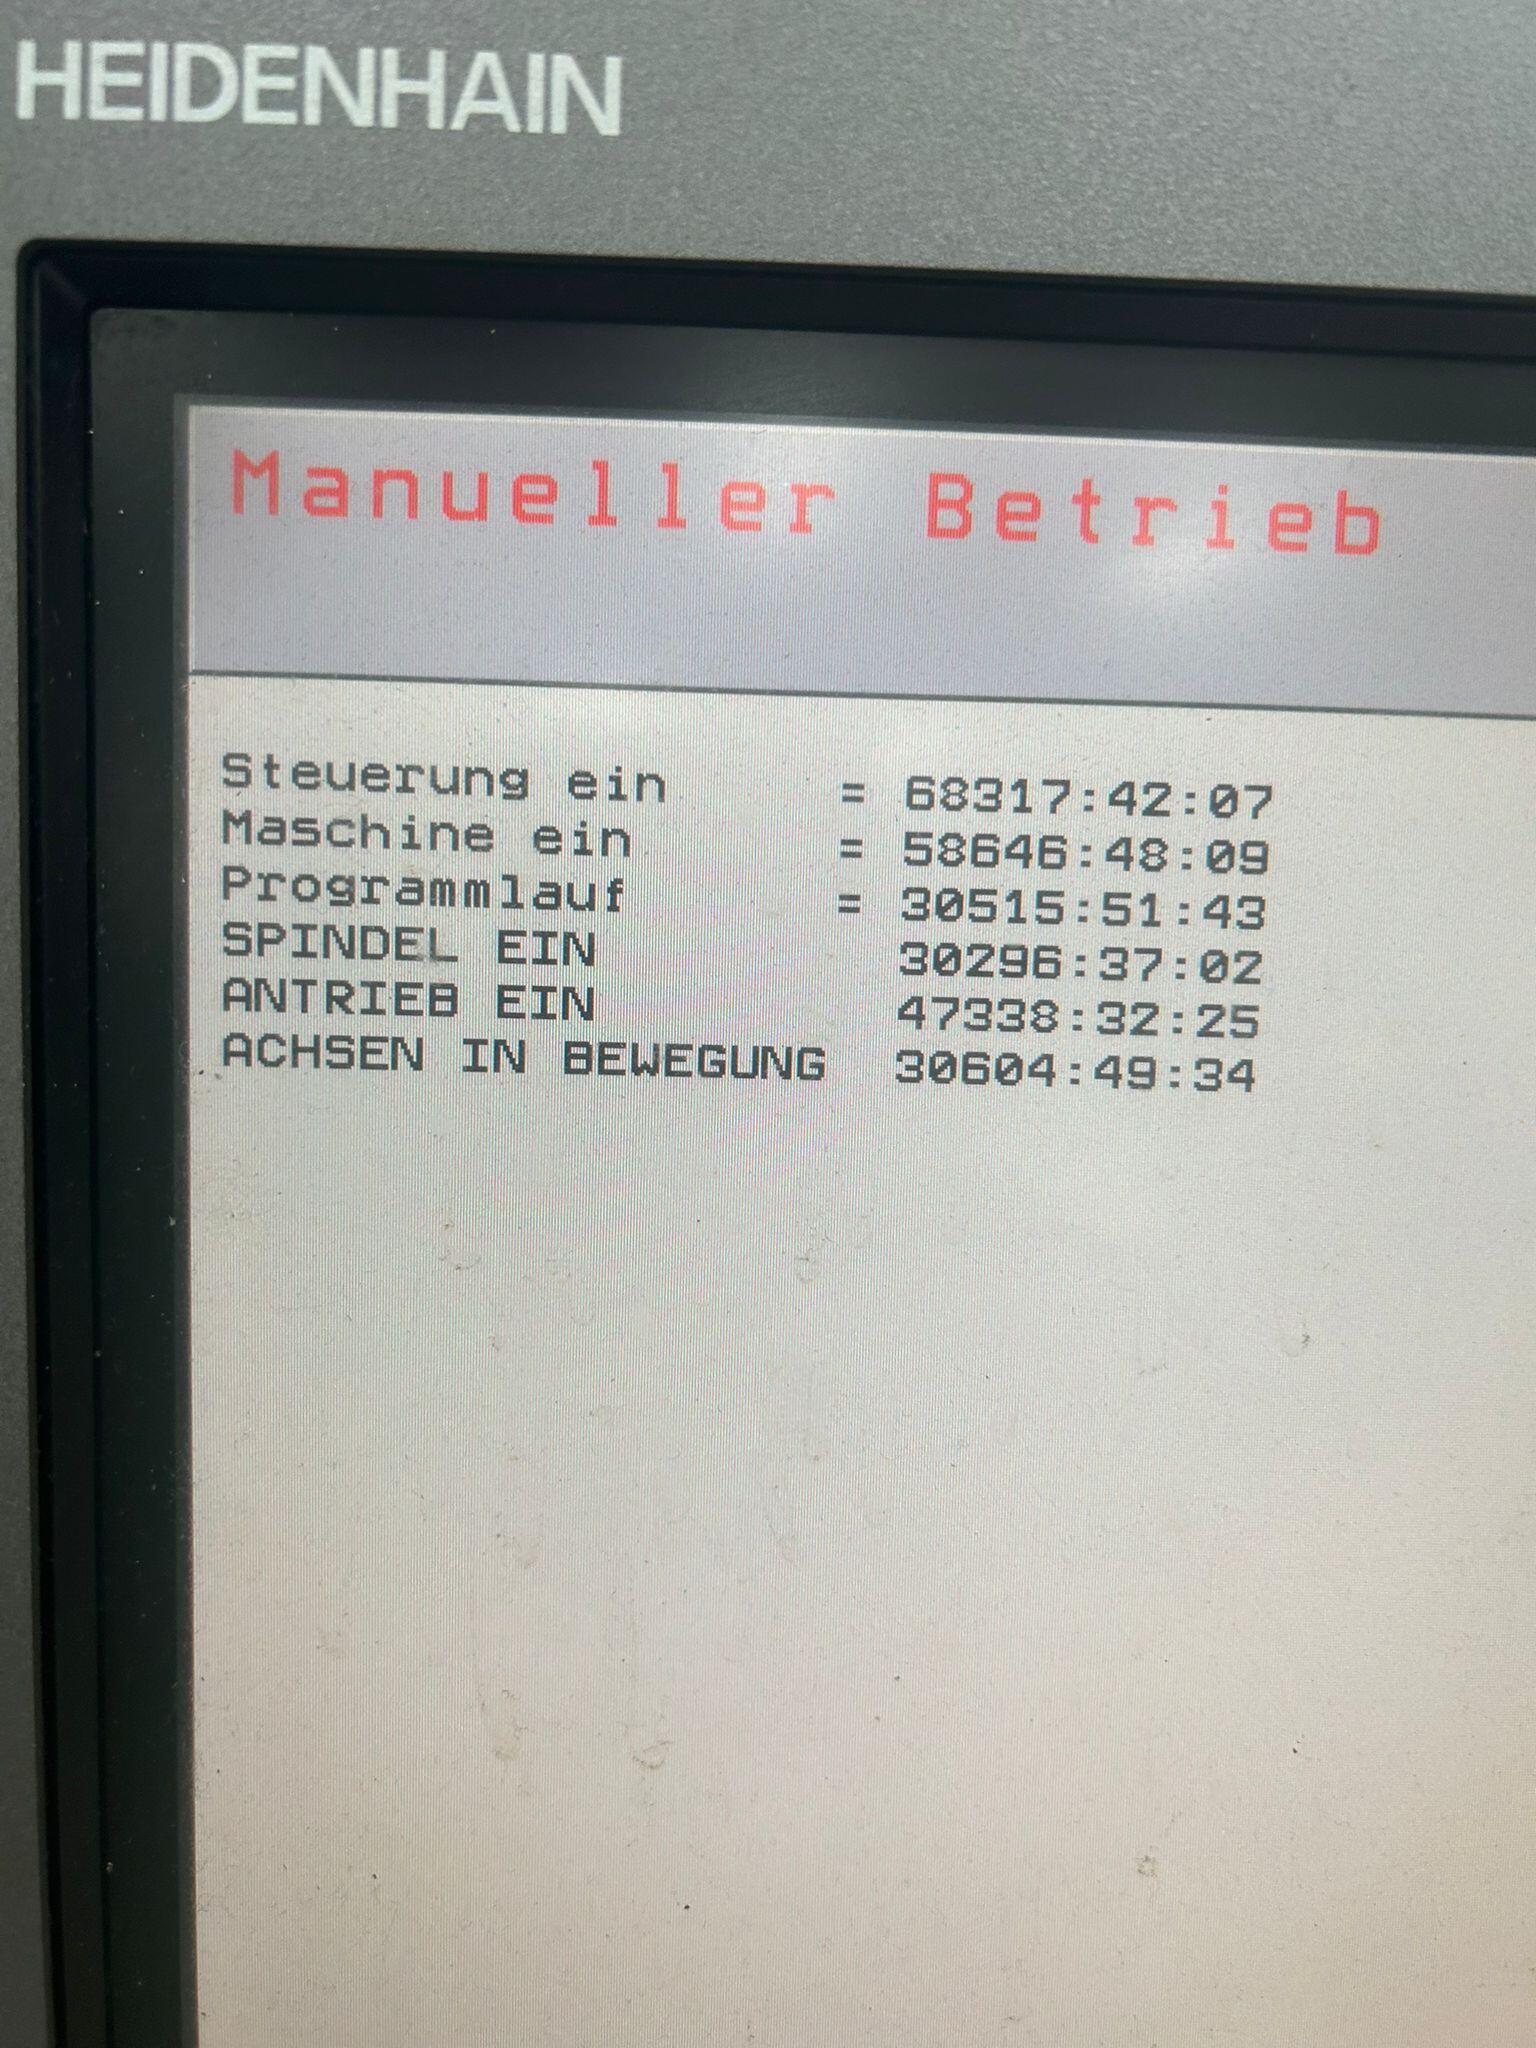 HEIDENHAIN
Manueller Betrieb
Steuerung ein = 68317:42:07
Maschine ein = 58646:48:09
Programmlauf = 30515:51:43
SPINDEL EIN 30296:37:02
ANTRIEB EIN 47338:32:25
ACHSEN IN BEWEGUNG 30604:49:34